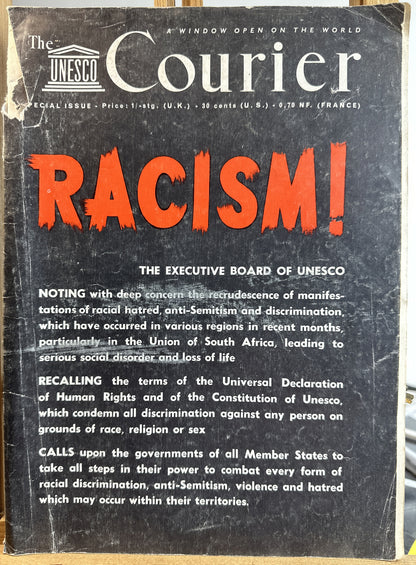 A WINDOW OPEN ON THE WORLD
The UNESCO Courier
PECIAL ISSUE - Price: 1/-stg. (U.K.) - 30 cents (U.S.) - 0,70 NF. (FRANCE)
RACISM!
THE EXECUTIVE BOARD OF UNESCO
NOTING with deep concern the recrudescence of manifes-
tations of racial hatred, anti-Semitism and discrimination,
which have occurred in various regions in recent months,
particularly in the Union of South Africa, leading to
serious social disorder and loss of life
RECALLING the terms of the Universal Declaration
of Human Rights and of the Constitution of Unesco,
which condemn all discrimination against any person on
grounds of race, religion or sex
CALLS upon the governments of all Member States to
take all steps in their power to combat every form of
racial discrimination, anti-Semitism, violence and hatred
which may occur within their territories.